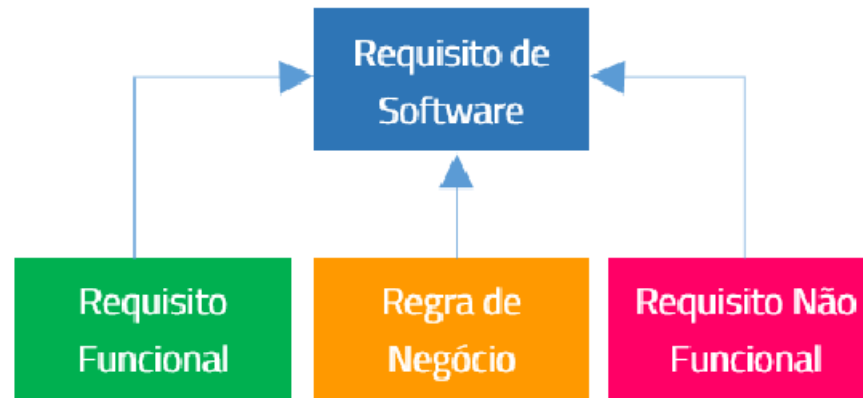 Requisito de
Software
Requisito
Funcional
Regra de
Negócio
Requisito Não
Funcional